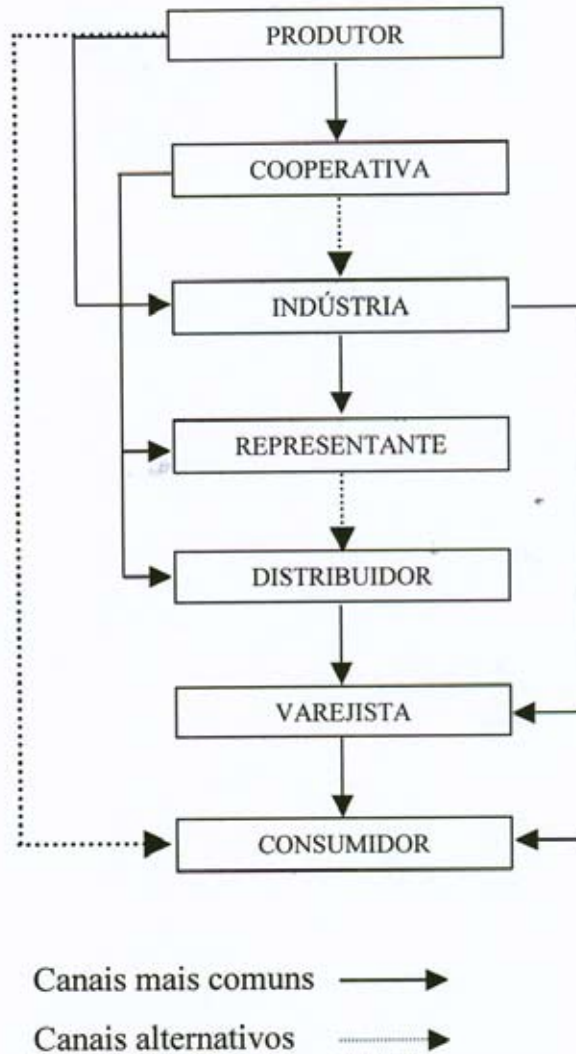 PRODUTOR
COOPERATIVA
INDÚSTRIA
REPRESENTANTE
DISTRIBUIDOR
VAREJISTA
CONSUMIDOR
Canais mais comuns
Canais alternativos